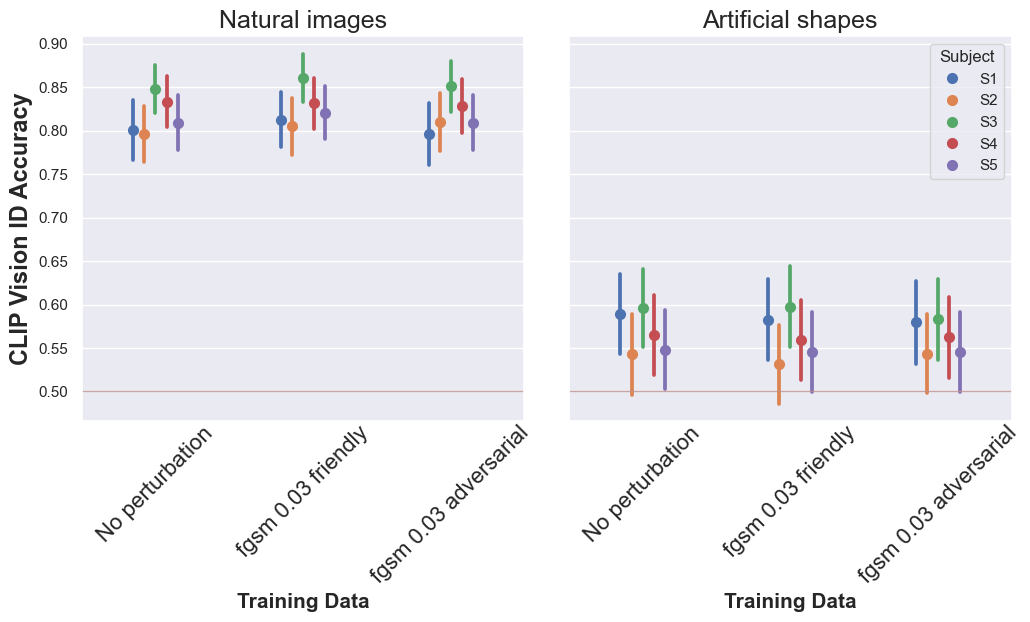 Natural images
Artificial shapes
CLIP Vision ID Accuracy
0.90
0.85
0.80
0.75
0.70
0.65
0.60
0.55
0.50
Subject
S1
S2
S3
S4
S5
No perturbation
fgsm 0.03 friendly
fgsm 0.03 adversarial
No perturbation
fgsm 0.03 friendly
fgsm 0.03 adversarial
Training Data
Training Data